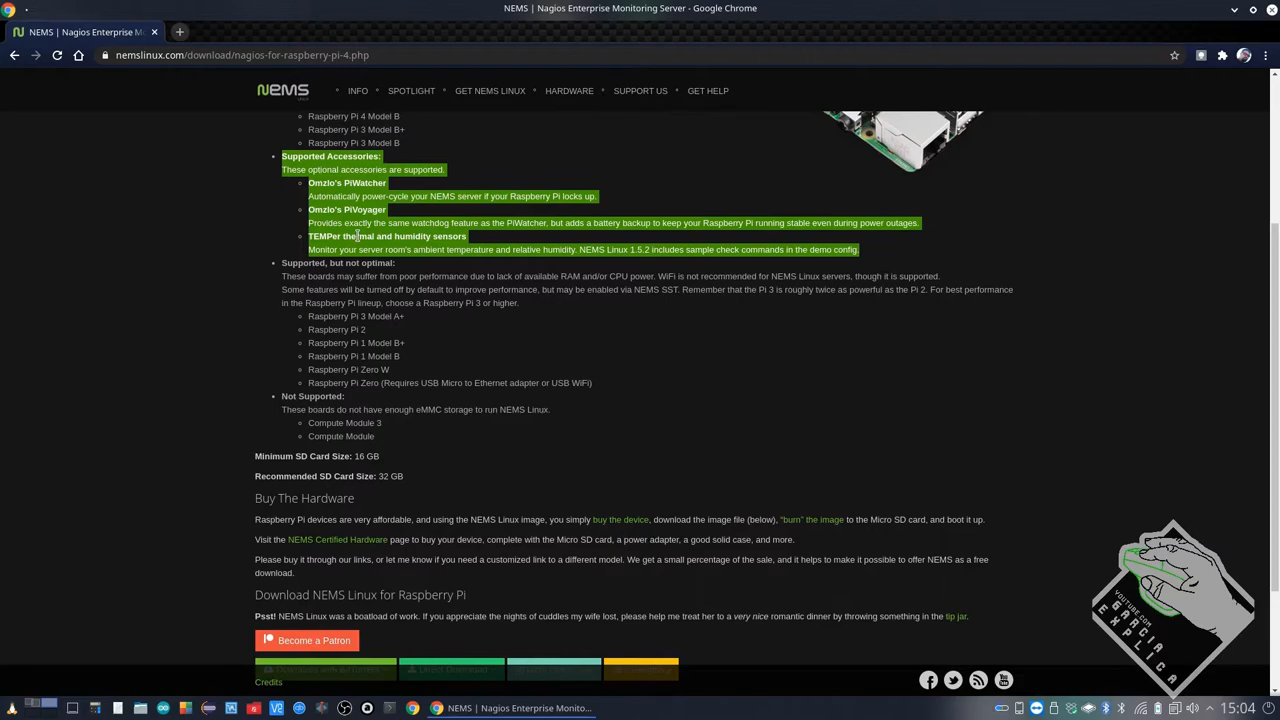 NEMS | Nagios Enterprise Monitoring Server - Google Chrome
NEMS | Nagios Enterprise M
nemslinux.com/download/nagios-for-raspberry-pi-4.php
NEMS
INFO
SPOTLIGHT
GET NEMS LINUX
HARDWARE
SUPPORT US
GET HELP
Raspberry Pi 4 Model B
Raspberry Pi 3 Model B+
Raspberry Pi 3 Model B
Supported Accessories:
These optional accessories are supported.
Omzlo's PiWatcher
Automatically power-cycle your NEMS server if your Raspberry Pi locks up.
Omzlo's PiVoyager
Provides exactly the same watchdog feature as the PiWatcher, but adds a battery backup to keep your Raspberry Pi running stable even during power outages.
TEMPer thermal and humidity sensors
Monitor your server room's ambient temperature and relative humidity. NEMS Linux 1.5.2 includes sample check commands in the demo config.
Supported, but not optimal:
These boards may suffer from poor performance due to lack of available RAM and/or CPU power. WiFi is not recommended for NEMS Linux servers, though it is supported.
Some features will be turned off by default to improve performance, but may be enabled via NEMS SST. Remember that the Pi 3 is roughly twice as powerful as the Pi 2. For best performance
in the Raspberry Pi lineup, choose a Raspberry Pi 3 or higher.
Raspberry Pi 3 Model A+
Raspberry Pi 2
Raspberry Pi 1 Model B+
Raspberry Pi 1 Model B
Raspberry Pi Zero W
Raspberry Pi Zero (Requires USB Micro to Ethernet adapter or USB WiFi)
Not Supported:
These boards do not have enough eMMC storage to run NEMS Linux.
Compute Module 3
Compute Module
Minimum SD Card Size: 16 GB
Recommended SD Card Size: 32 GB
Buy The Hardware
Raspberry Pi devices are very affordable, and using the NEMS Linux image, you simply buy the device, download the image file (below), "burn" the image to the Micro SD card, and boot it up.
Visit the NEMS Certified Hardware page to buy your device, complete with the Micro SD card, a power adapter, a good solid case, and more.
Please buy it through our links, or let me know if you need a customized link to a different model. We get a small percentage of the sale, and it helps to make it possible to offer NEMS as a free
download.
Download NEMS Linux for Raspberry Pi
Psst! NEMS Linux was a boatload of work. If you appreciate the nights of cuddles my wife lost, please help me treat her to a very nice romantic dinner by throwing something in the tip jar.
Become a Patron
Credits
YOUTUBE.COM
EGARCIA
EXPLICA
NEMS | Nagios Enterprise Monito...
15:04